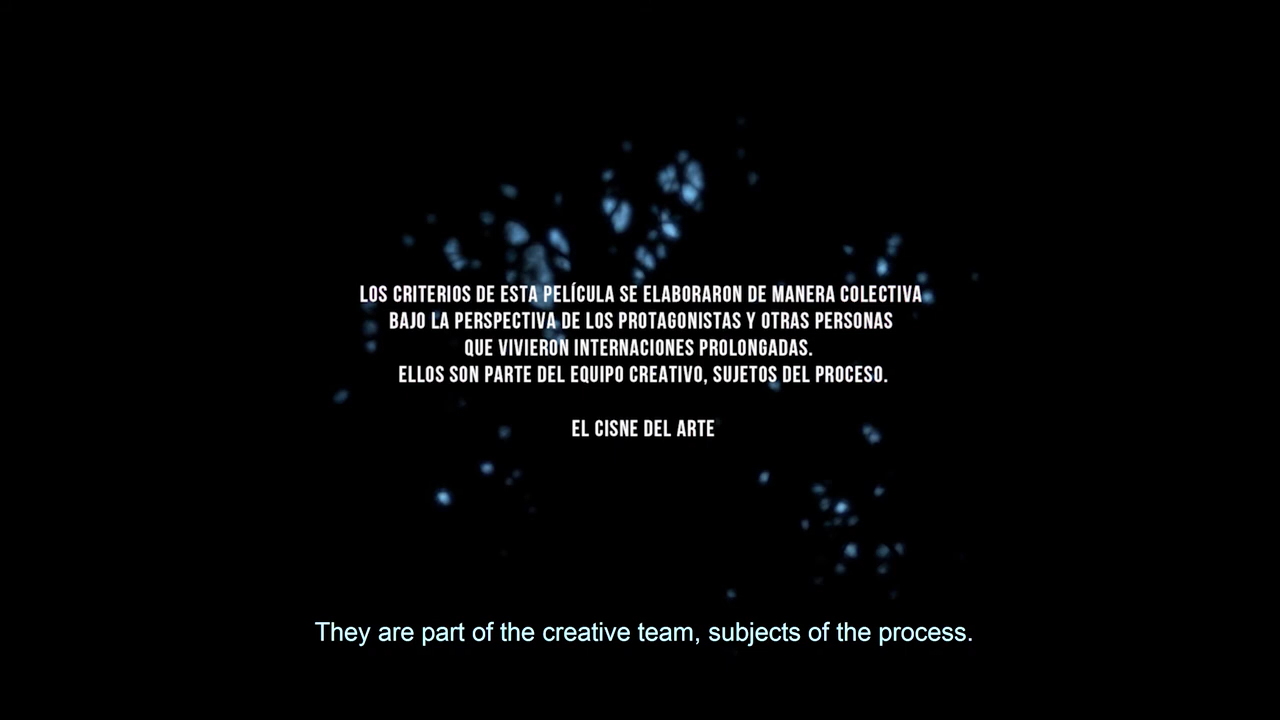 LOS CRITERIOS DE ESTA PELÍCULA SE ELABORARON DE MANERA COLECTIVA
BAJO LA PERSPECTIVA DE LOS PROTAGONISTAS Y OTRAS PERSONAS
QUE VIVIERON INTERNACIONES PROLONGADAS.
ELLOS SON PARTE DEL EQUIPO CREATIVO, SUJETOS DEL PROCESO.
EL CISNE DEL ARTE
They are part of the creative team, subjects of the process.